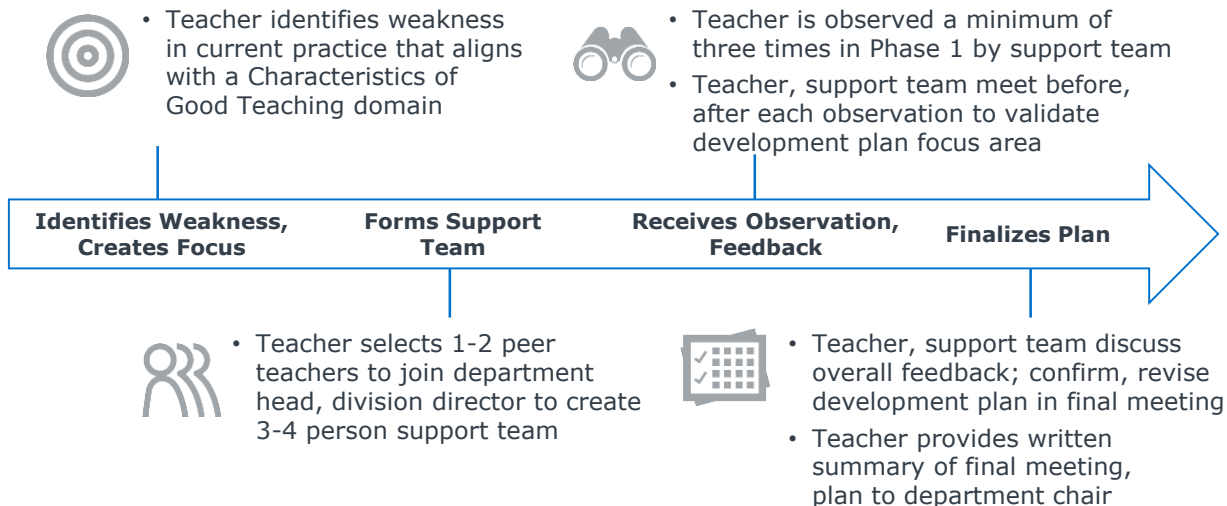 • Teacher identifies weakness
in current practice that aligns
with a Characteristics of
Good Teaching domain
• Teacher is observed a minimum of
three times in Phase 1 by support team
• Teacher, support team meet before,
after each observation to validate
development plan focus area
Identifies Weakness,
Creates Focus
Forms Support
Team
Receives Observation,
Feedback
Finalizes Plan
• Teacher selects 1-2 peer
teachers to join department
head, division director to create
3-4 person support team
• Teacher, support team discuss
overall feedback; confirm, revise
development plan in final meeting
• Teacher provides written
summary of final meeting,
plan to department chair